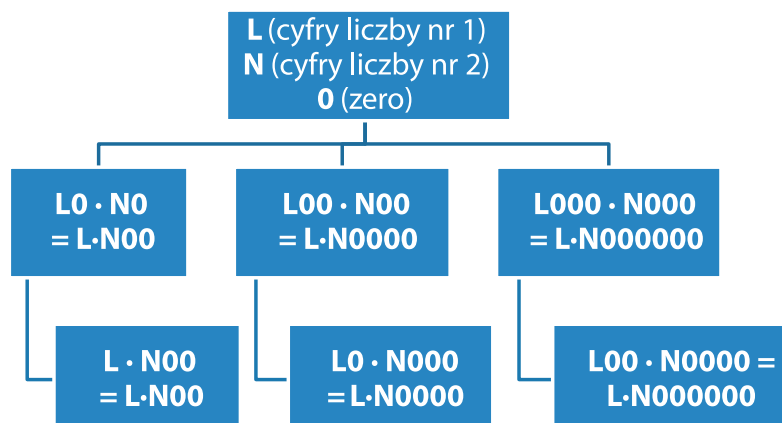 L (cyfry liczby nr 1)
N (cyfry liczby nr 2)
0 (zero)
L0 · N0
= L·N00
L00 · N00
= L·N0000
L000 · N000
= L·N000000
L · N00
= L·N00
L0 · N000
= L·N0000
L00 · N0000 =
L·N000000